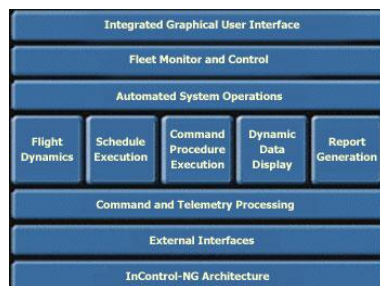 Integrated Graphical User Interface
Fleet Monitor and Control
Automated System Operations
Flight
Dynamics
Schedule
Execution
Command
Procedure
Execution
Dynamic
Data
Display
Report
Generation
Command and Telemetry Processing
External Interfaces
InControl-NG Architecture